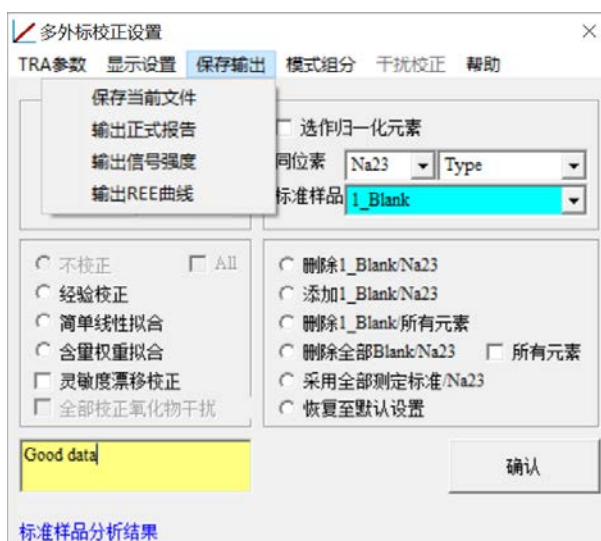 多外标校正设置
TRA参数 显示设置 保存输出 模式组分 干扰校正 帮助
保存当前文件
输出正式报告
输出信号强度
输出REE曲线
选作归一化元素
同位素 Na23 Type
标准样品 1_Blank
不校正 All
经验校正
简单线性拟合
含量权重拟合
灵敏度漂移校正
全部校正氧化物干扰
删除1_Blank/Na23
添加1_Blank/Na23
删除1_Blank/所有元素
删除全部Blank/Na23 所有元素
采用全部测定标准/Na23
恢复至默认设置
Good data
确认
标准样品分析结果